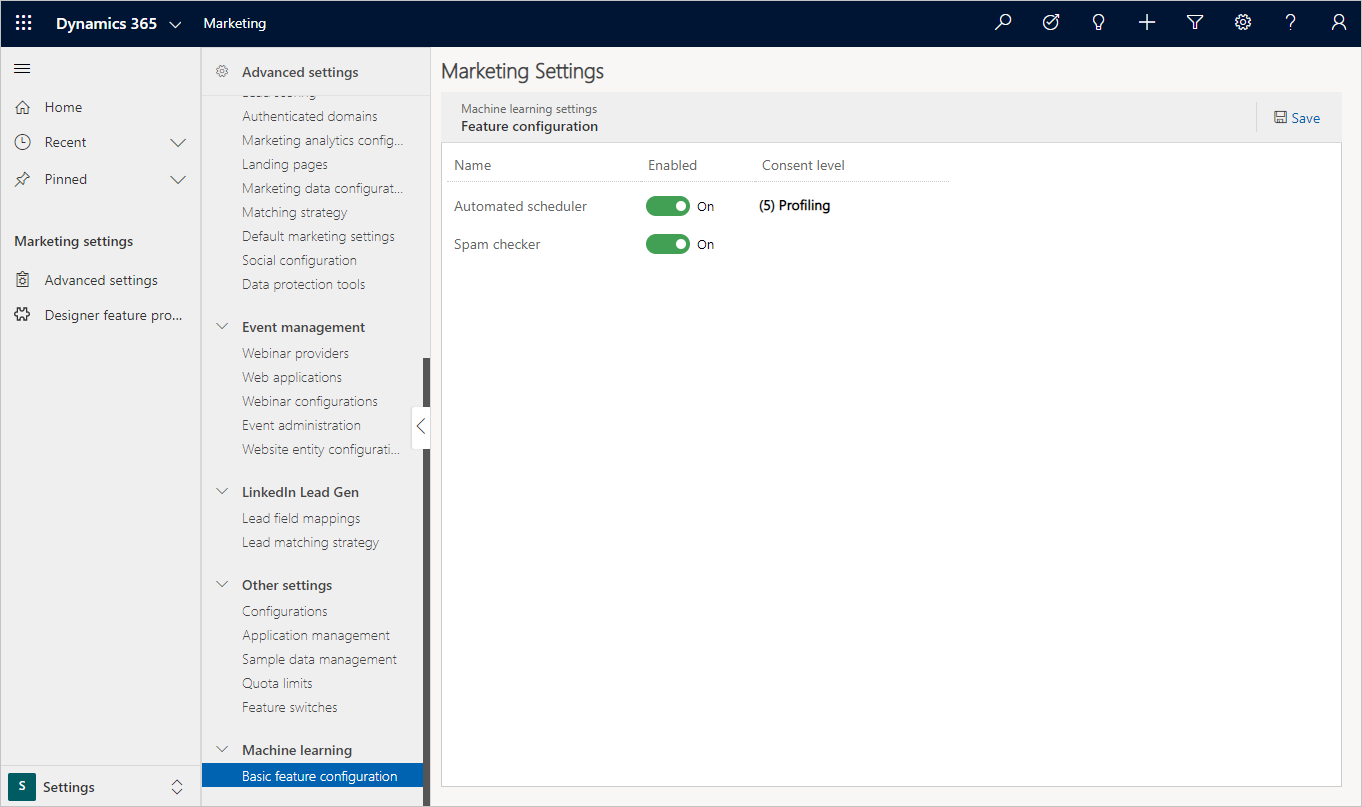 Dynamics 365
Marketing
Home
Recent
Pinned
Marketing settings
Advanced settings
Designer feature pro...
S
Settings
Advanced settings
Authenticated domains
Marketing analytics config...
Landing pages
Marketing data configurat...
Matching strategy
Default marketing settings
Social configuration
Data protection tools
Event management
Webinar providers
Web applications
Webinar configurations
Event administration
Website entity configurati...
LinkedIn Lead Gen
Lead field mappings
Lead matching strategy
Other settings
Configurations
Application management
Sample data management
Quota limits
Feature switches
Machine learning
Basic feature configuration
Marketing Settings
Machine learning settings
Feature configuration
Save
Name Enabled Consent level
Automated scheduler On (5) Profiling
Spam checker On